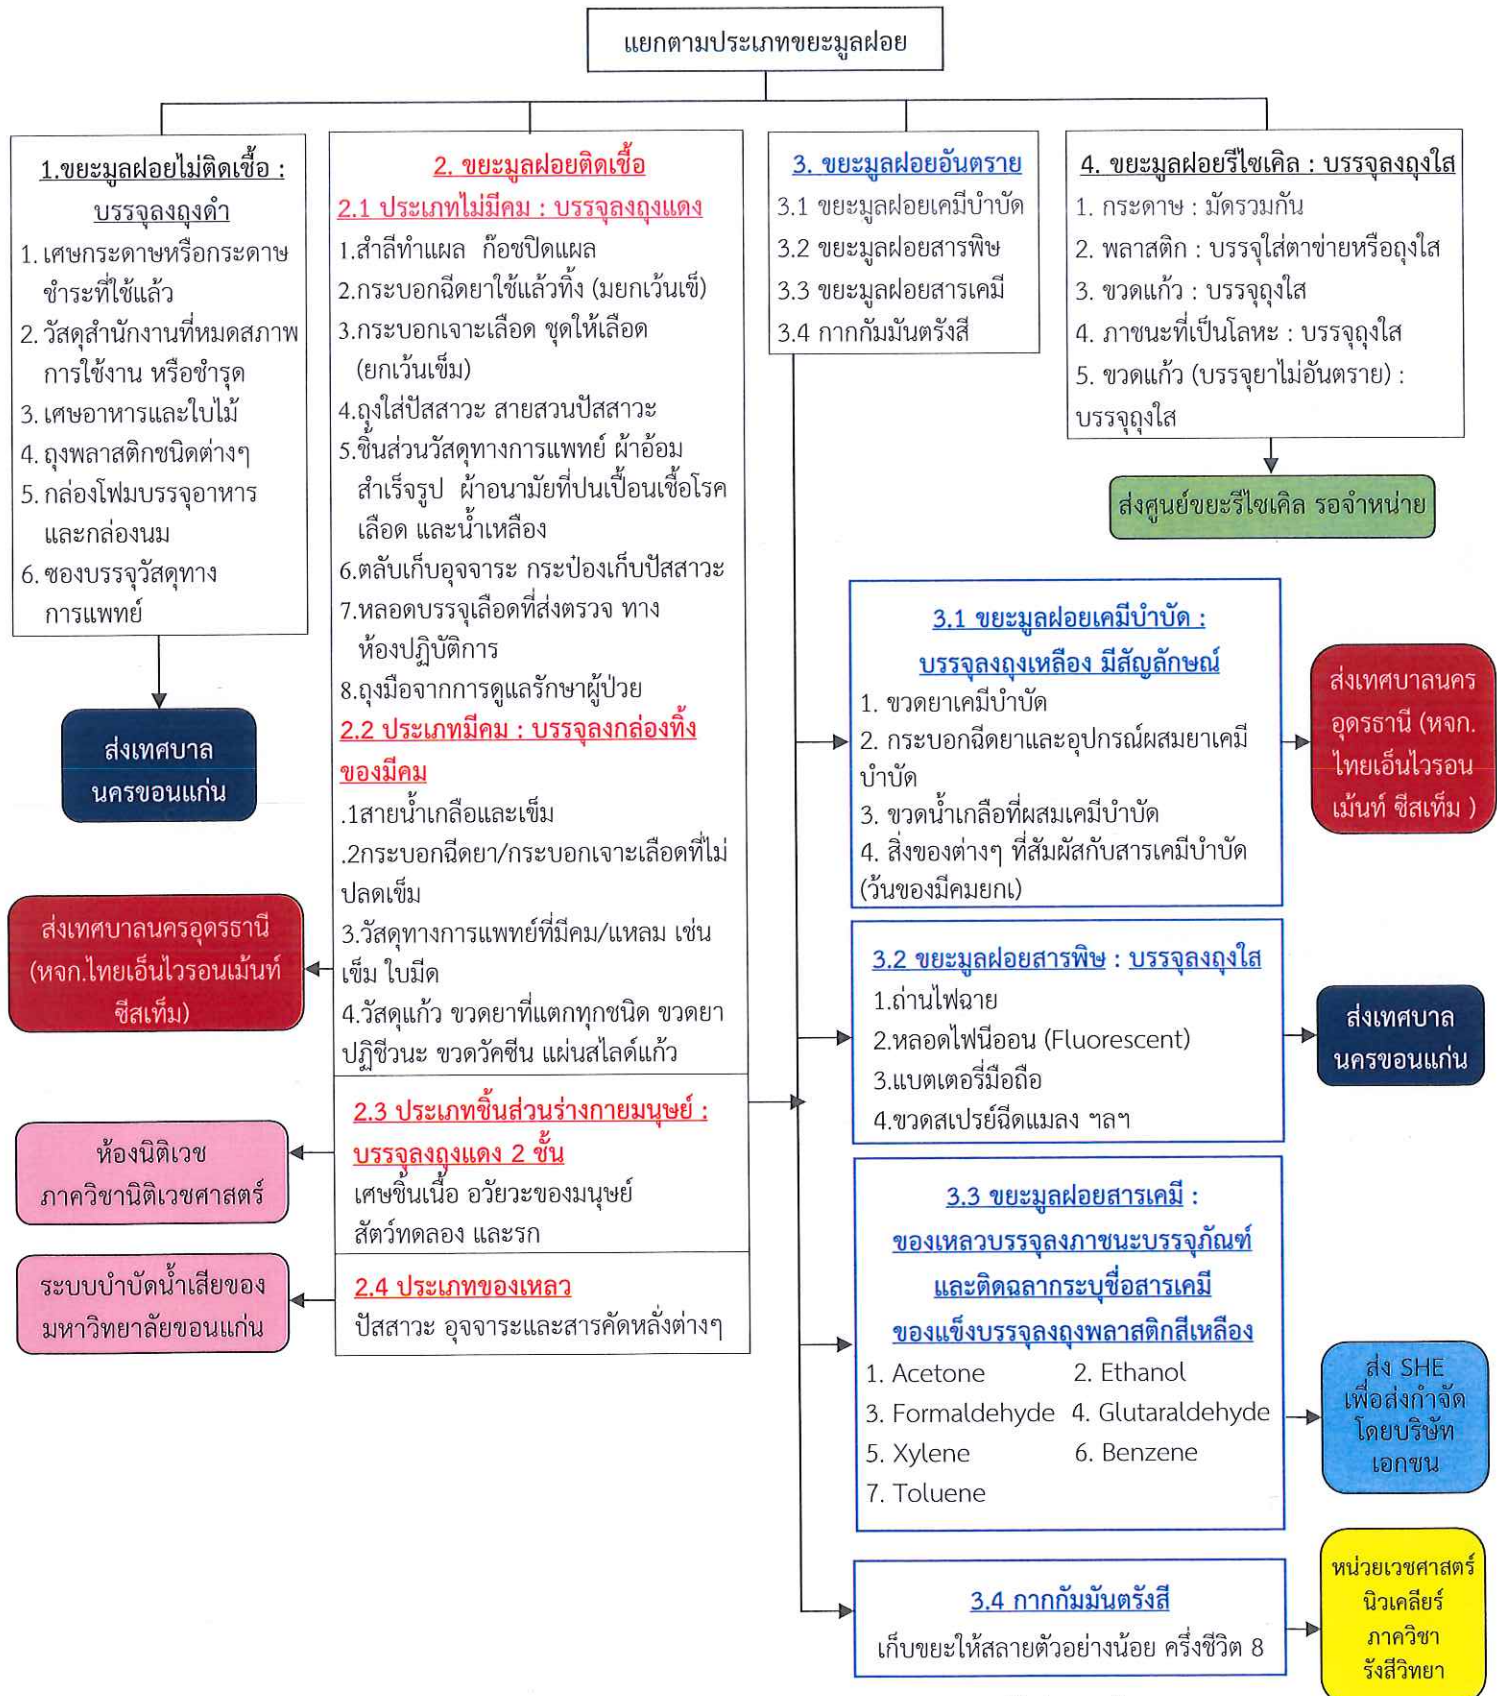 แยกตามประเภทขยะมูลฝอย
1.ขยะมูลฝอยไม่ติดเชื้อ :
บรรจุลงถุงดำ
1. เศษกระดาษหรือกระดาษ
ชำระที่ใช้แล้ว
2. วัสดุสำนักงานที่หมดสภาพ
การใช้งาน หรือชำรุด
3. เศษอาหารและใบไม้
4. ถุงพลาสติกชนิดต่างๆ
5. กล่องโฟมบรรจุอาหาร
และกล่องนม
6. ซองบรรจุวัสดุทาง
การแพทย์
ส่งเทศบาล
นครขอนแก่น
2. ขยะมูลฝอยติดเชื้อ
2.1 ประเภทไม่มีคม : บรรจุลงถุงแดง
1.สำลีทำแผล ก๊อชปิดแผล
2.กระบอกฉีดยาใช้แล้วทิ้ง (มยกเว้นเข็)
3.กระบอกเจาะเลือด ชุดให้เลือด
(ยกเว้นเข็ม)
4.ถุงใส่ปัสสาวะ สายสวนปัสสาวะ
5.ชิ้นส่วนวัสดุทางการแพทย์ ผ้าอ้อม
สำเร็จรูป ผ้าอนามัยที่ปนเปื้อนเชื้อโรค
เลือด และน้ำเหลือง
6.ตลับเก็บอุจจาระ กระป๋องเก็บปัสสาวะ
7.หลอดบรรจุเลือดที่ส่งตรวจ ทาง
ห้องปฏิบัติการ
8.ถุงมือจากการดูแลรักษาผู้ป่วย
2.2 ประเภทมีคม : บรรจุลงกล่องทิ้ง
ของมีคม
.1สายน้ำเกลือและเข็ม
.2กระบอกฉีดยา/กระบอกเจาะเลือดที่ไม่
ปลดเข็ม
3.วัสดุทางการแพทย์ที่มีคม/แหลม เช่น
เข็ม ใบมีด
4.วัสดุแก้ว ขวดยาที่แตกทุกชนิด ขวดยา
ปฏิชีวนะ ขวดวัคซีน แผ่นสไลด์แก้ว
ส่งเทศบาลนครอุดรธานี
(หจก.ไทยเอ็นไวรอนเม้นท์
ซีสเท็ม)
2.3 ประเภทชิ้นส่วนร่างกายมนุษย์ :
บรรจุลงถุงแดง 2 ชั้น
เศษชิ้นเนื้อ อวัยวะของมนุษย์
สัตว์ทดลอง และรก
ห้องนิติเวช
ภาควิชานิติเวชศาสตร์
2.4 ประเภทของเหลว
ปัสสาวะ อุจจาระและสารคัดหลั่งต่างๆ
ระบบบำบัดน้ำเสียของ
มหาวิทยาลัยขอนแก่น
3. ขยะมูลฝอยอันตราย
3.1 ขยะมูลฝอยเคมีบำบัด
3.2 ขยะมูลฝอยสารพิษ
3.3 ขยะมูลฝอยสารเคมี
3.4 กากกัมมันตรังสี
4. ขยะมูลฝอยรีไซเคิล : บรรจุลงถุงใส
1. กระดาษ : มัดรวมกัน
2. พลาสติก : บรรจุใส่ตาข่ายหรือถุงใส
3. ขวดแก้ว : บรรจุถุงใส
4. ภาชนะที่เป็นโลหะ : บรรจุถุงใส
5. ขวดแก้ว (บรรจุยาไม่อันตราย) :
บรรจุถุงใส
ส่งศูนย์ขยะรีไซเคิล รอจำหน่าย
3.1 ขยะมูลฝอยเคมีบำบัด :
บรรจุลงถุงเหลือง มีสัญลักษณ์
1. ขวดยาเคมีบำบัด
2. กระบอกฉีดยาและอุปกรณ์ผสมยาเคมี
บำบัด
3. ขวดน้ำเกลือที่ผสมเคมีบำบัด
4. สิ่งของต่างๆ ที่สัมผัสกับสารเคมีบำบัด
(วันของมีคมยกเ)
ส่งเทศบาลนคร
อุดรธานี (หจก.
ไทยเอ็นไวรอน
เม้นท์ ซีสเท็ม )
3.2 ขยะมูลฝอยสารพิษ : บรรจุลงถุงใส
1.ถ่านไฟฉาย
2.หลอดไฟนีออน (Fluorescent)
3.แบตเตอรี่มือถือ
4.ขวดสเปรย์ฉีดแมลง ฯลฯ
ส่งเทศบาล
นครขอนแก่น
3.3 ขยะมูลฝอยสารเคมี :
ของเหลวบรรจุลงภาชนะบรรจุภัณฑ์
และติดฉลากระบุชื่อสารเคมี
ของแข็งบรรจุลงถุงพลาสติกสีเหลือง
1. Acetone 2. Ethanol
3. Formaldehyde 4. Glutaraldehyde
5. Xylene 6. Benzene
7. Toluene
ส่ง SHE
เพื่อส่งกำจัด
โดยบริษัท
เอกชน
3.4 กากกัมมันตรังสี
เก็บขยะให้สลายตัวอย่างน้อย ครึ่งชีวิต 8
หน่วยเวชศาสตร์
นิวเคลียร์
ภาควิชา
รังสีวิทยา